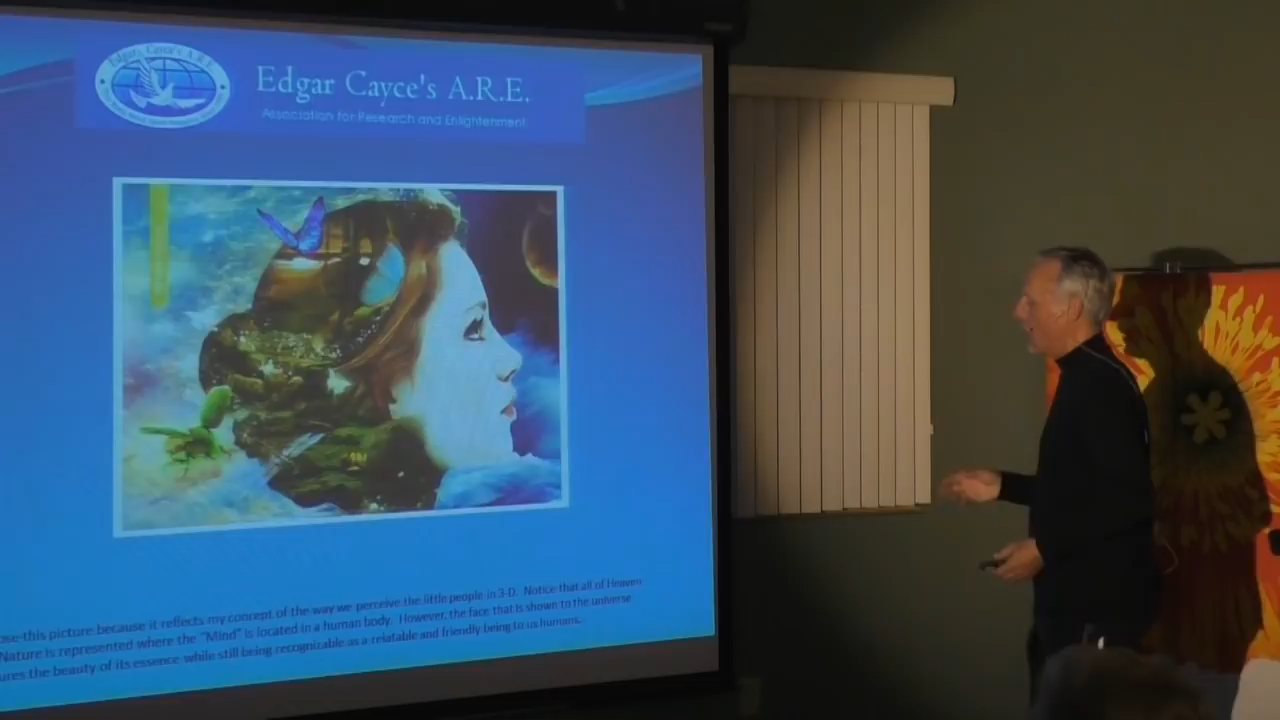 Edgar Cayce's A.R.E.
Edgar Cayce's A.R.E.
Association for Research and Enlightenment
this picture because it reflects my concept of the way we perceive the little people in 3-D. Notice that all of Heaven
Nature is represented where the "Mind" is located in a human body. However, the face that is shown to the universe
the beauty of its essence while still being recognizable as a relatable and friendly being to us humans.